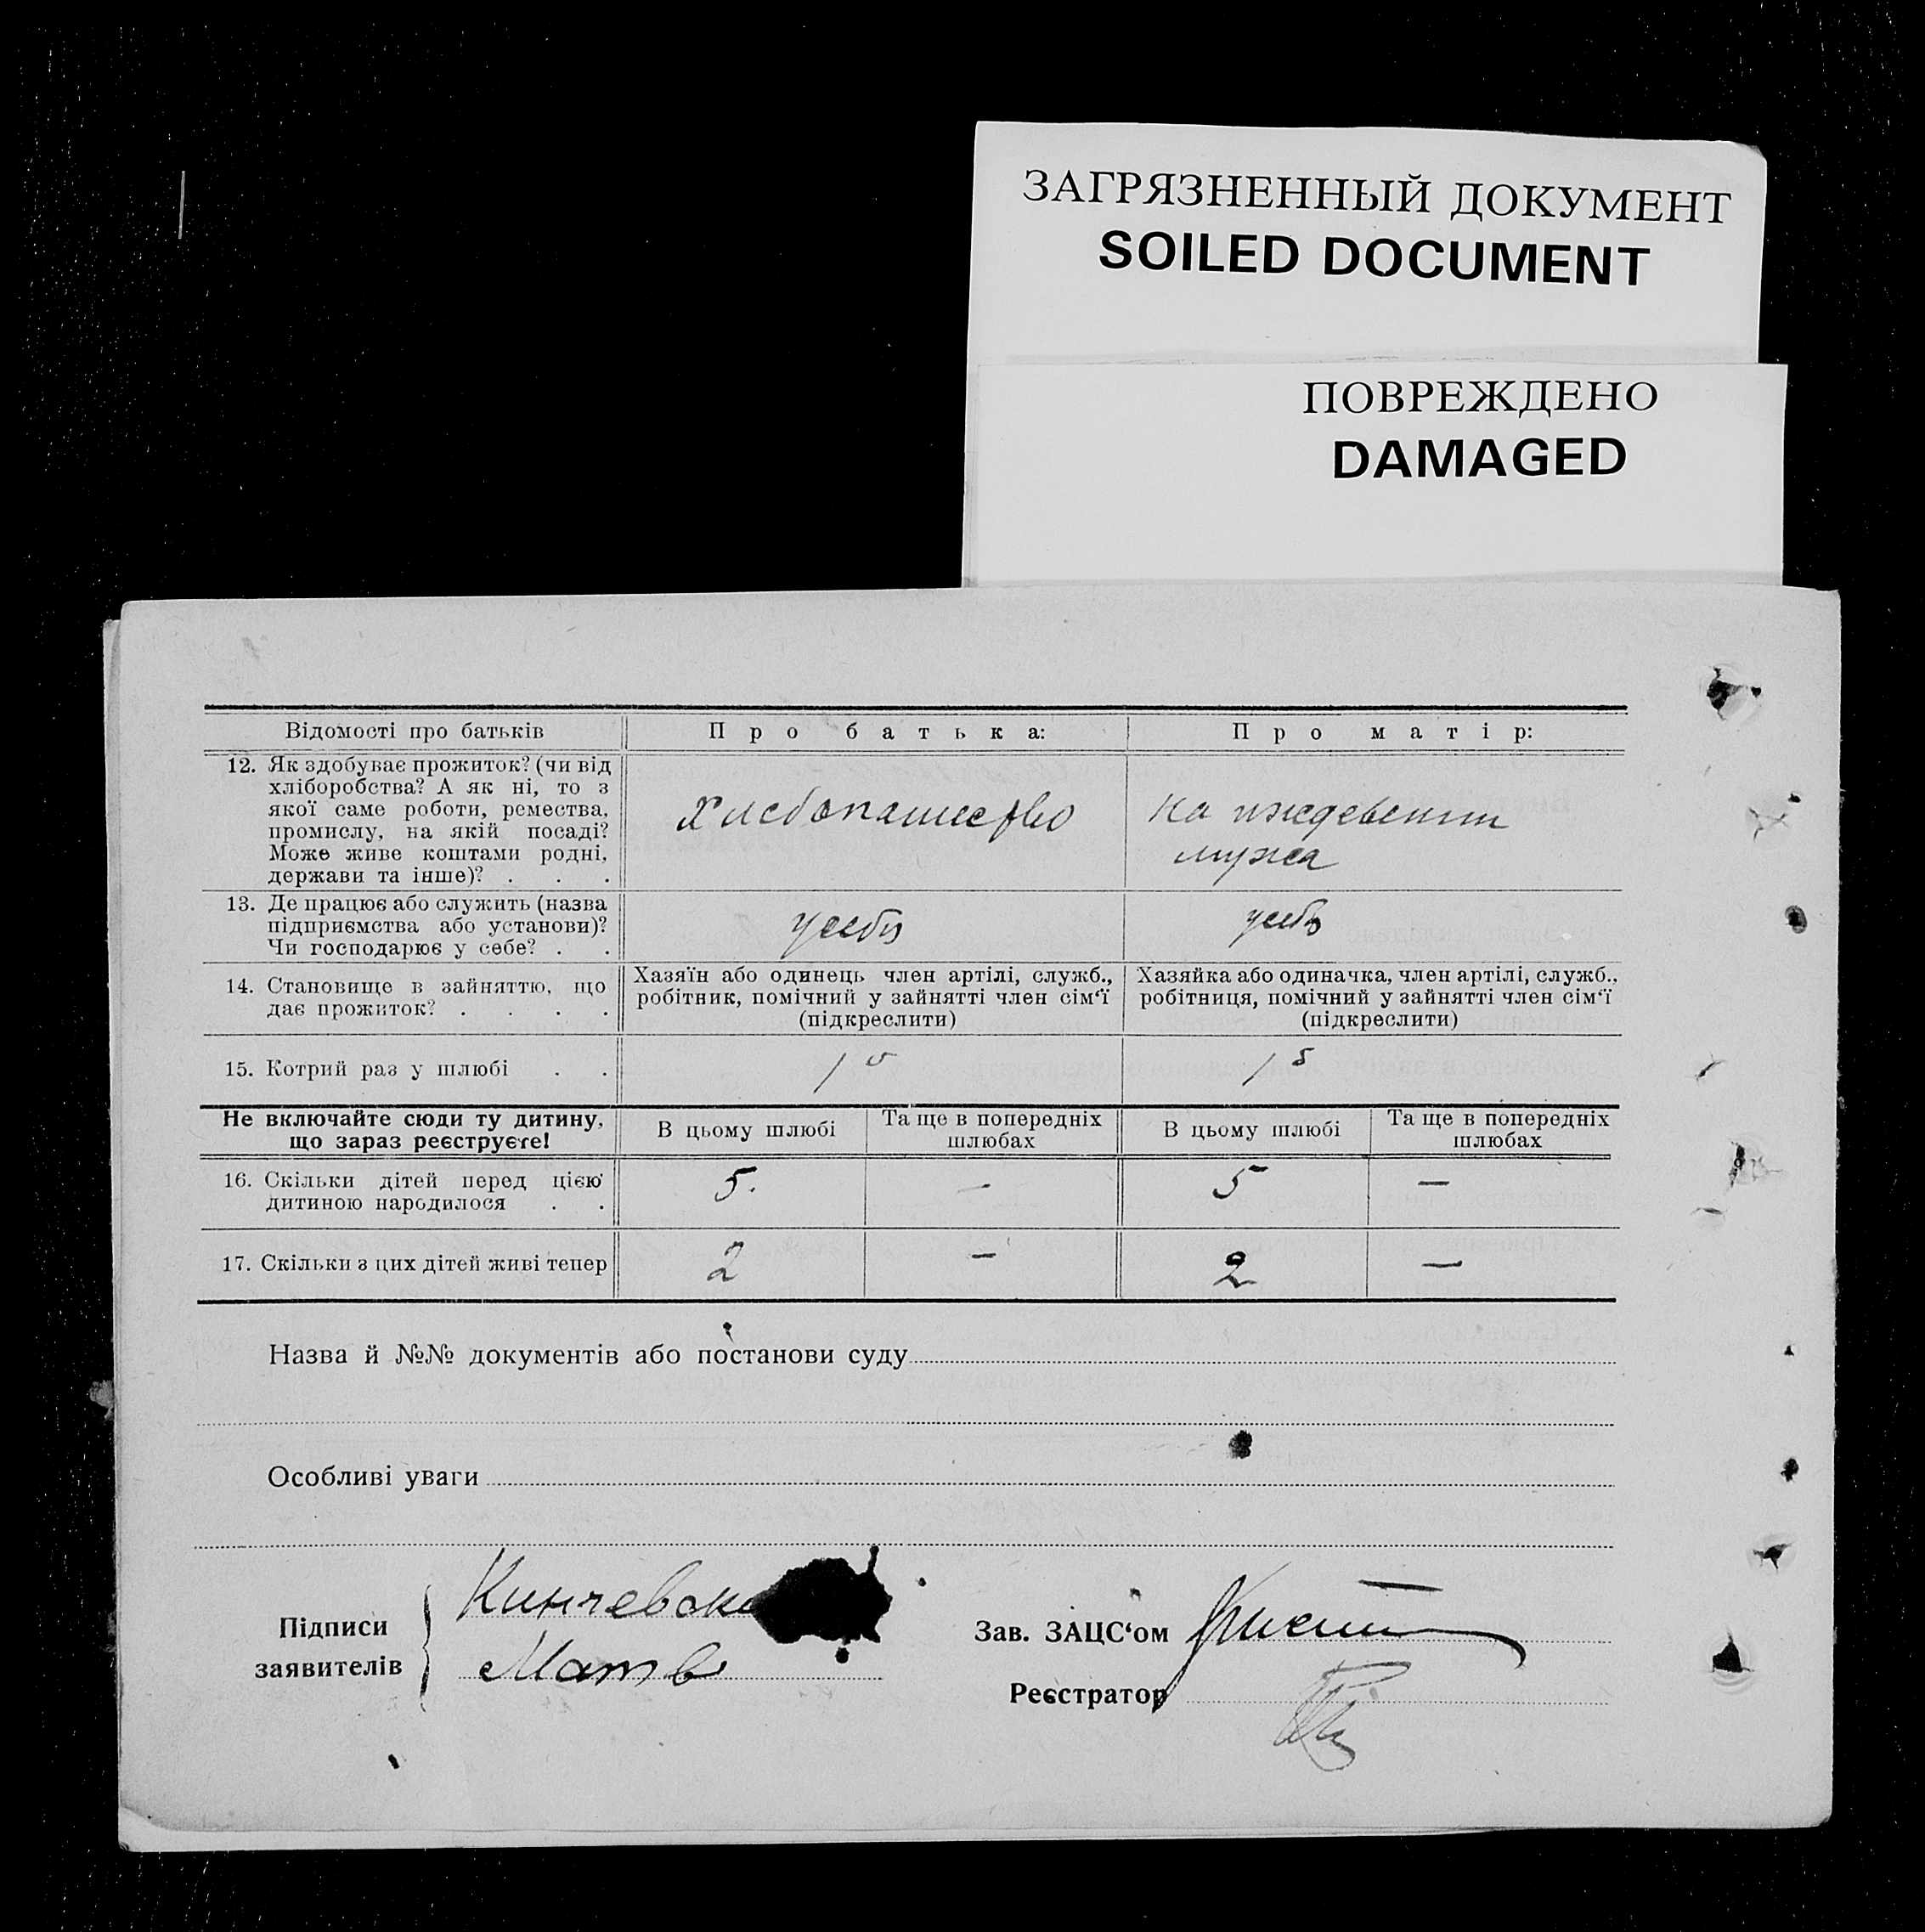 ЗАГРЯЗНЕННЫЙ ДОКУМЕНТ
SOILED DOCUMENT
ПОВРЕЖДЕНО
DAMAGED
Відомості про батьків Про батька: Про матір:
12. Як здобуває прожиток? (чи від
хліборобства? А як ні, то з
якої саме роботи, ремества,
промислу, на якій посаді?
Може живе коштами родні,
держави та інше)? . . .
Хлебопашество
на иждевении
мужа
13. Де працює або служить (назва
підприємства або установи)?
Чи господарює у себе? . .
у себя
у себя
14. Становище в зайняттю, що
дає прожиток? . . . .
Хазяїн або одинець член артілі, служб.,
робітник, помічний у зайнятті член сім‘ї
(підкреслити)
Хазяйка або одиначка, член артілі, служб.,
робітниця, помічний у зайнятті член сім‘ї
(підкреслити)
15. Котрий раз у шлюбі . .
Не включайте сюди ту дитину,
що зараз реєструєте!
В цьому шлюбі
Та ще в попередніх
шлюбах
В цьому шлюбі
Та ще в попередніх
шлюбах
16. Скільки дітей перед цією
дитиною народилося . .
5. — 5 —
17. Скільки з цих дітей живі тепер 2 — 2 —
Назва й №№ документів або постанови суду
Особливі уваги
Підписи
заявителів
Мать
Зав. ЗАЦС‘ом
Реєстратор